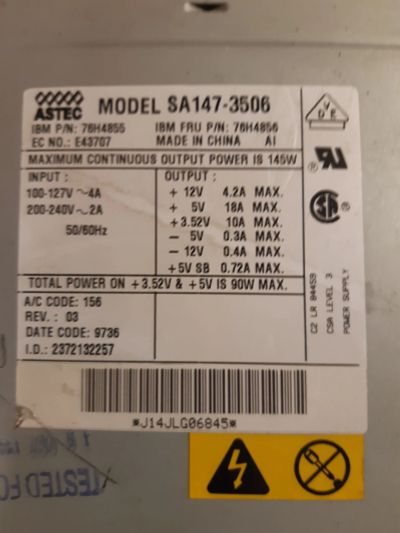 ASTEC
MODEL SA147-3506
IBM P/N: 76H4855 IBM FRU P/N: 76H4856
EC NO.: E43707 MADE IN CHINA A1
MAXIMUM CONTINUOUS OUTPUT POWER IS 145W
INPUT : OUTPUT :
100-127V ~4A + 12V 4.2A MAX.
200-240V ~2A + 5V 18A MAX.
50/60Hz +3.52V 10A MAX.
− 5V 0.3A MAX.
− 12V 0.4A MAX.
+5V SB 0.72A MAX.
TOTAL POWER ON +3.52V & +5V IS 90W MAX.
A/C CODE: 156
REV. : 03
DATE CODE: 9736
I.D.: 2372132257
*J14JLG06845*
VDE
C2 LR 84459
CSA LEVEL 3
POWER SUPPLY
TESTED FO